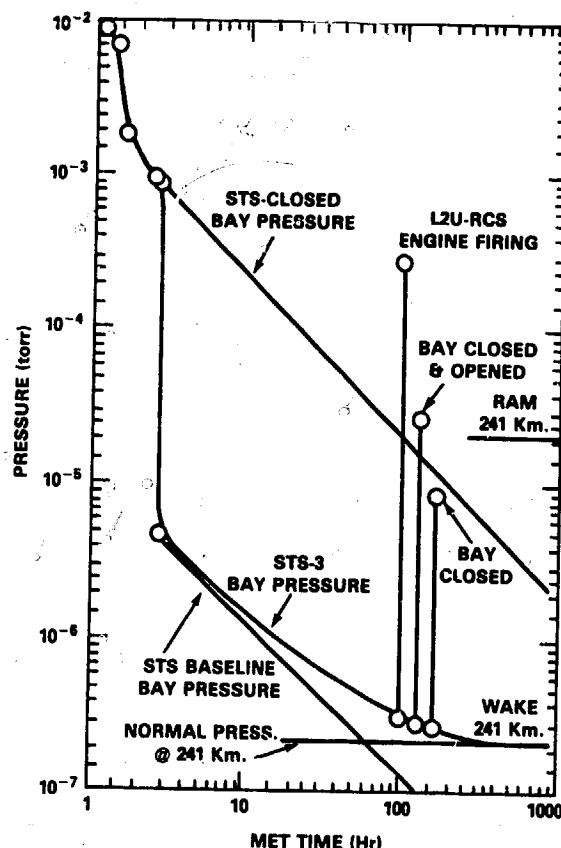 10⁻²
10⁻³
10⁻⁴
10⁻⁵
10⁻⁶
10⁻⁷
PRESSURE (torr)
STS-CLOSED
BAY PRESSURE
L2U-RCS
ENGINE FIRING
BAY CLOSED
& OPENED
RAM
241 Km.
BAY
CLOSED
STS-3
BAY PRESSURE
STS BASELINE
BAY PRESSURE
WAKE
241 Km.
NORMAL PRESS.
@ 241 Km.
1
10
100
1000
MET TIME (Hr)